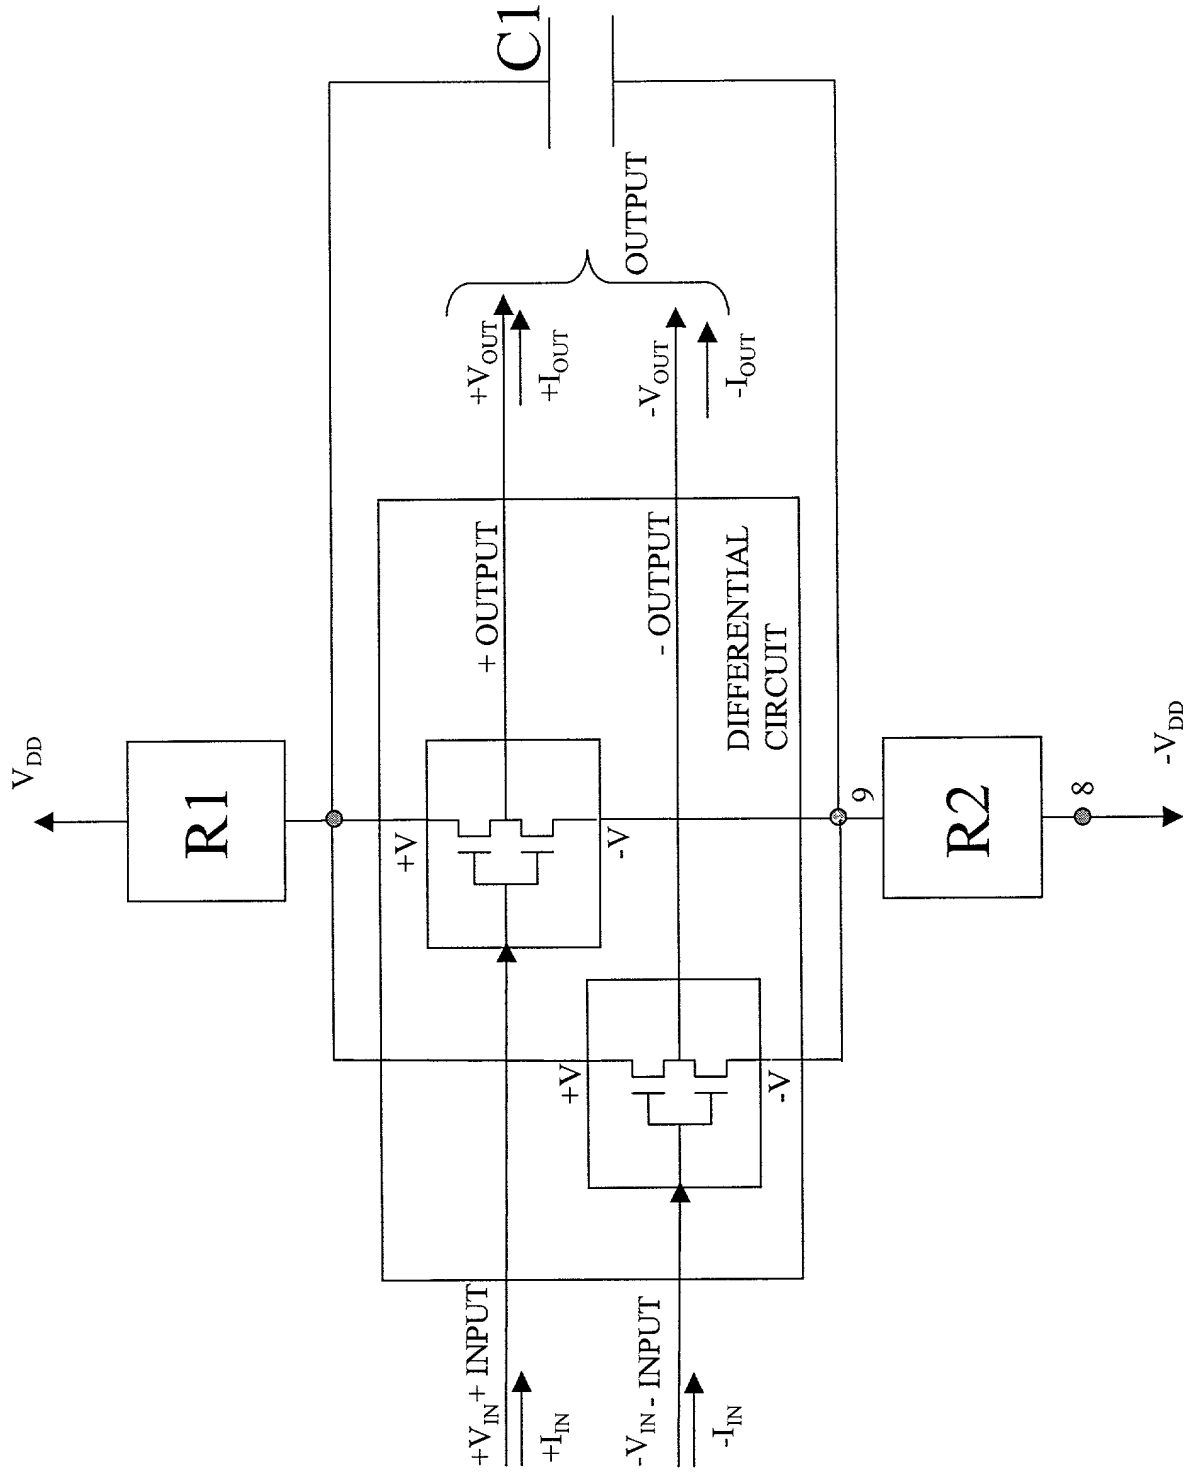 V_DD
R1
+V
+V_IN + INPUT
+ OUTPUT
+V_OUT
C1
+I_IN
+I_OUT
+V
-V
OUTPUT
-V_IN - INPUT
- OUTPUT
-V_OUT
-I_IN
-I_OUT
DIFFERENTIAL
CIRCUIT
-V
9
R2
8
-V_DD